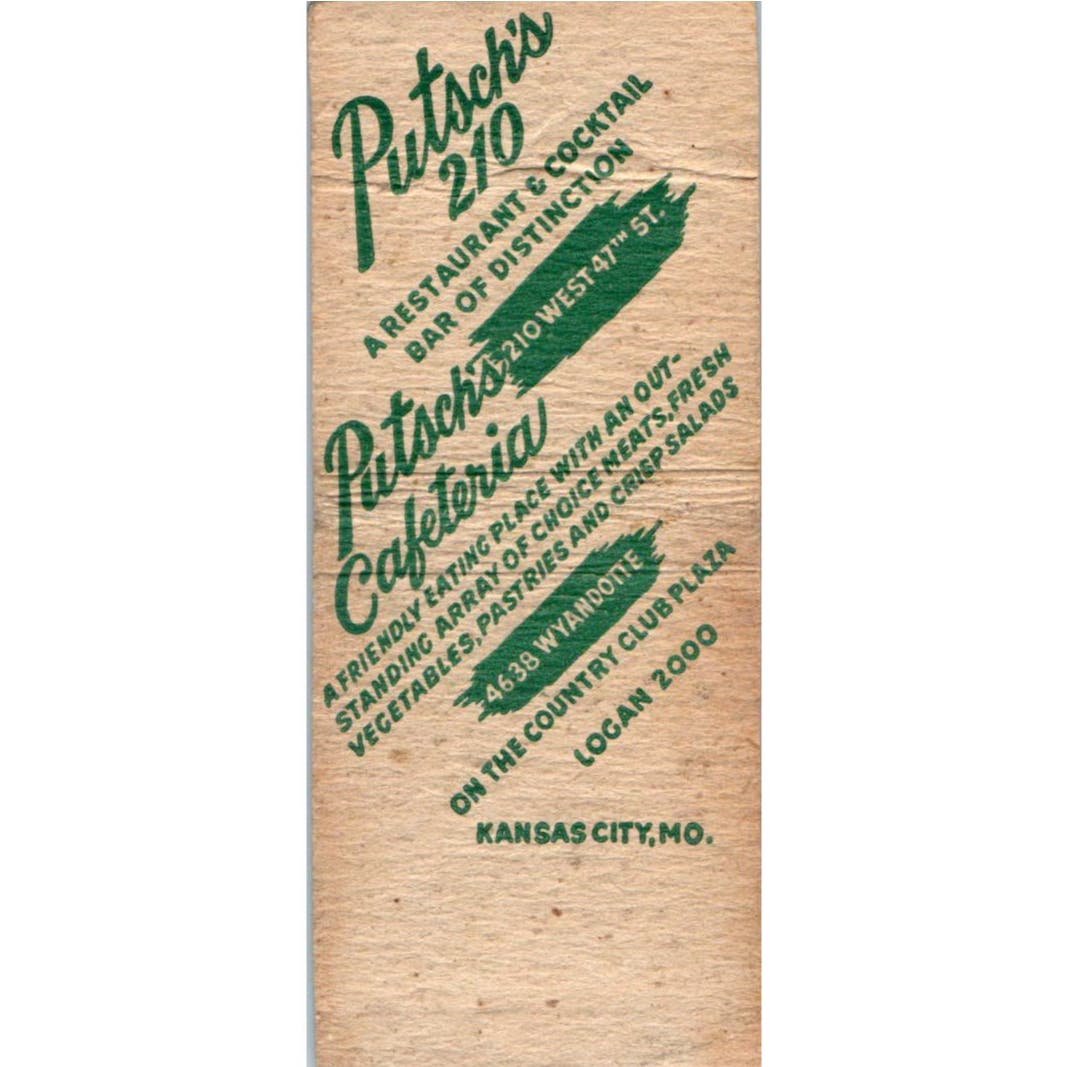 Putsch's
210
A RESTAURANT & COCKTAIL
BAR OF DISTINCTION
210 WEST 47TH ST.
Putsch's
Cafeteria
A FRIENDLY EATING PLACE WITH AN OUT-
STANDING ARRAY OF CHOICE MEATS, FRESH
VEGETABLES, PASTRIES AND CRISP SALADS
4638 WYANDOTTE
ON THE COUNTRY CLUB PLAZA
LOGAN 2000
KANSAS CITY, MO.